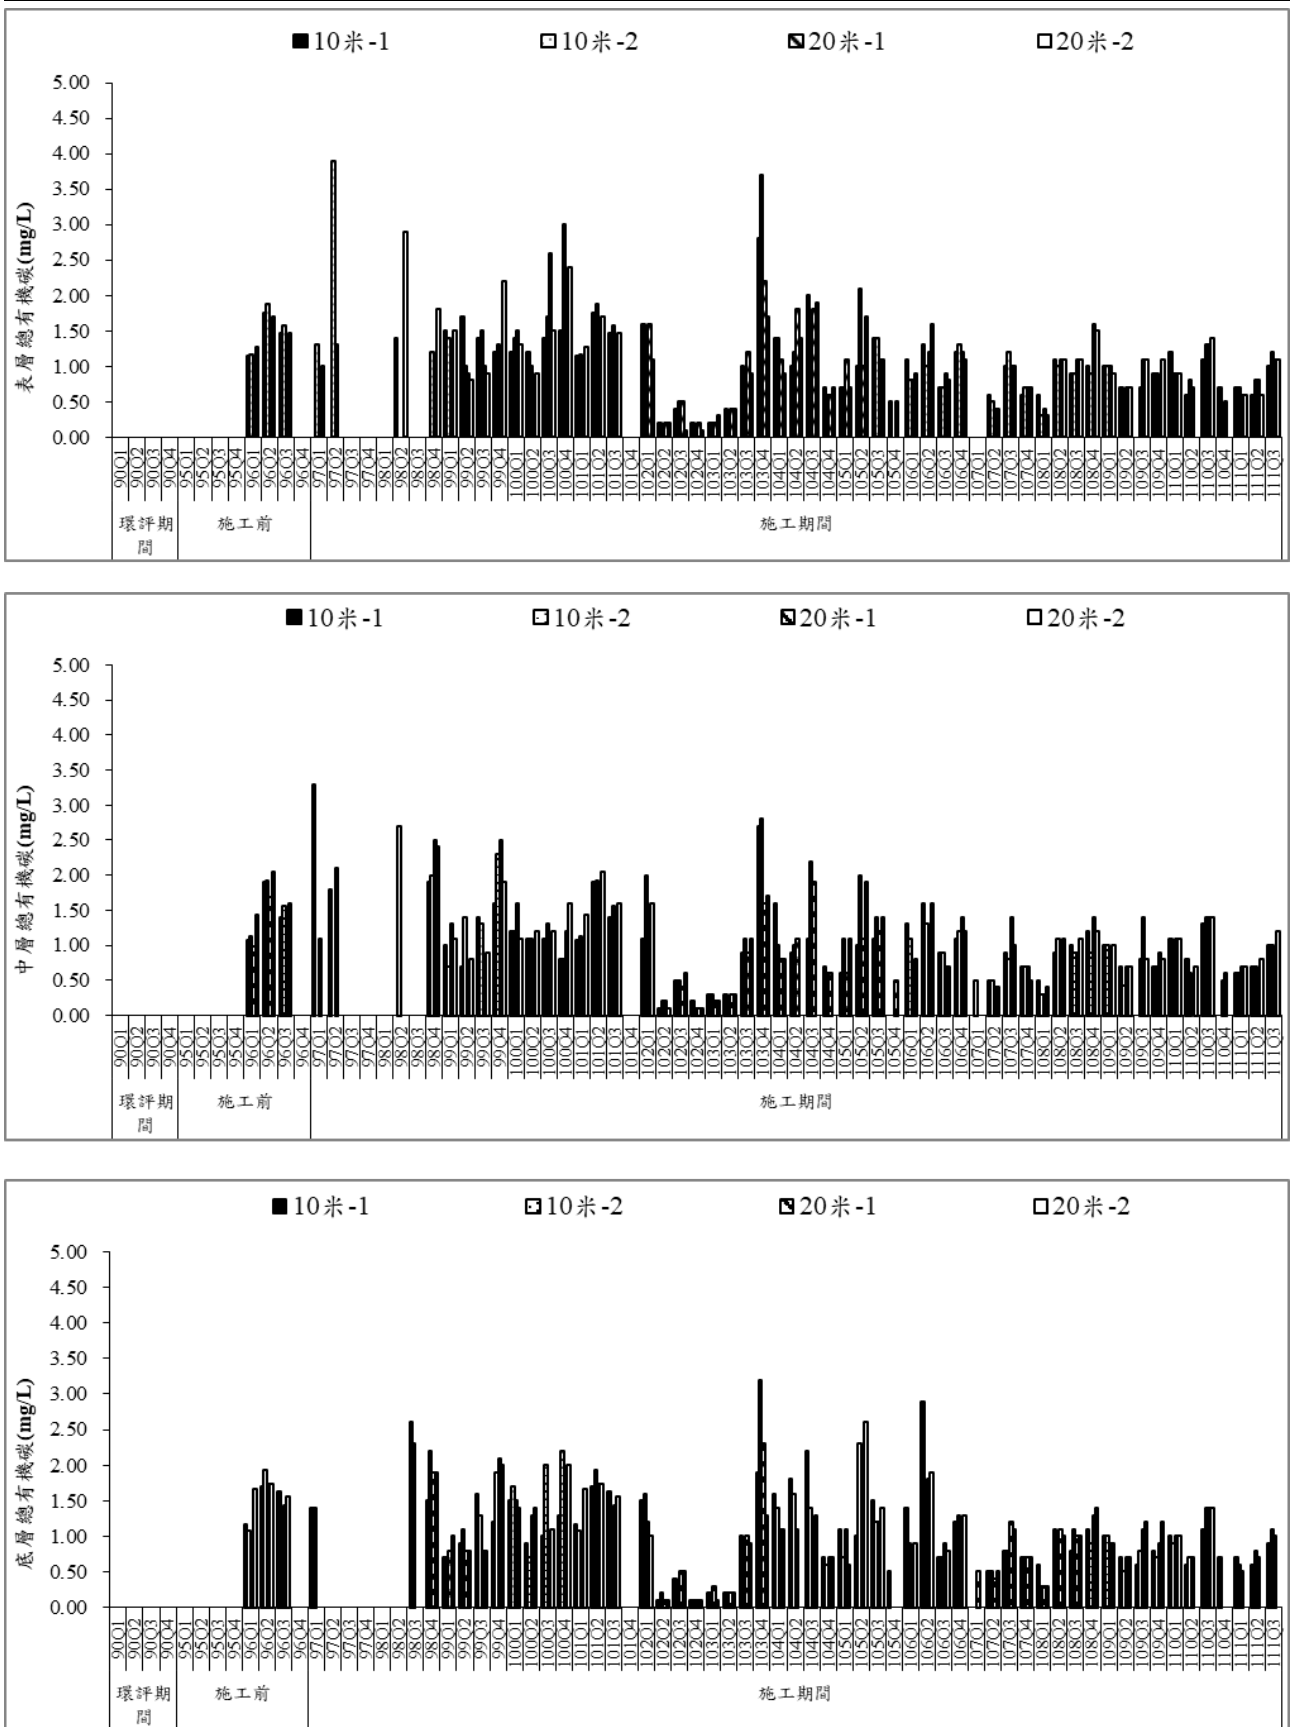 ■10米-1 10米-2 20米-1 20米-2
5.00
4.50
4.00
3.50
3.00
2.50
2.00
1.50
1.00
0.50
0.00
表層總有機碳(mg/L)
90Q1 90Q2 90Q3 90Q4 95Q1 95Q2 95Q3 95Q4 96Q1 96Q2 96Q3 96Q4 97Q1 97Q2 97Q3 97Q4 98Q1 98Q2 98Q3 98Q4 99Q1 99Q2 99Q3 99Q4 100Q1 100Q2 100Q3 100Q4 101Q1 101Q2 101Q3 101Q4 102Q1 102Q2 102Q3 102Q4 103Q1 103Q2 103Q3 103Q4 104Q1 104Q2 104Q3 104Q4 105Q1 105Q2 105Q3 105Q4 106Q1 106Q2 106Q3 106Q4 107Q1 107Q2 107Q3 107Q4 108Q1 108Q2 108Q3 108Q4 109Q1 109Q2 109Q3 109Q4 110Q1 110Q2 110Q3 110Q4 111Q1 111Q2 111Q3
環評期 施工前 施工期間
間
■10米-1 10米-2 20米-1 20米-2
5.00
4.50
4.00
3.50
3.00
2.50
2.00
1.50
1.00
0.50
0.00
中層總有機碳(mg/L)
90Q1 90Q2 90Q3 90Q4 95Q1 95Q2 95Q3 95Q4 96Q1 96Q2 96Q3 96Q4 97Q1 97Q2 97Q3 97Q4 98Q1 98Q2 98Q3 98Q4 99Q1 99Q2 99Q3 99Q4 100Q1 100Q2 100Q3 100Q4 101Q1 101Q2 101Q3 101Q4 102Q1 102Q2 102Q3 102Q4 103Q1 103Q2 103Q3 103Q4 104Q1 104Q2 104Q3 104Q4 105Q1 105Q2 105Q3 105Q4 106Q1 106Q2 106Q3 106Q4 107Q1 107Q2 107Q3 107Q4 108Q1 108Q2 108Q3 108Q4 109Q1 109Q2 109Q3 109Q4 110Q1 110Q2 110Q3 110Q4 111Q1 111Q2 111Q3
環評期 施工前 施工期間
間
■10米-1 10米-2 20米-1 20米-2
5.00
4.50
4.00
3.50
3.00
2.50
2.00
1.50
1.00
0.50
0.00
底層總有機碳(mg/L)
90Q1 90Q2 90Q3 90Q4 95Q1 95Q2 95Q3 95Q4 96Q1 96Q2 96Q3 96Q4 97Q1 97Q2 97Q3 97Q4 98Q1 98Q2 98Q3 98Q4 99Q1 99Q2 99Q3 99Q4 100Q1 100Q2 100Q3 100Q4 101Q1 101Q2 101Q3 101Q4 102Q1 102Q2 102Q3 102Q4 103Q1 103Q2 103Q3 103Q4 104Q1 104Q2 104Q3 104Q4 105Q1 105Q2 105Q3 105Q4 106Q1 106Q2 106Q3 106Q4 107Q1 107Q2 107Q3 107Q4 108Q1 108Q2 108Q3 108Q4 109Q1 109Q2 109Q3 109Q4 110Q1 110Q2 110Q3 110Q4 111Q1 111Q2 111Q3
環評期 施工前 施工期間
間